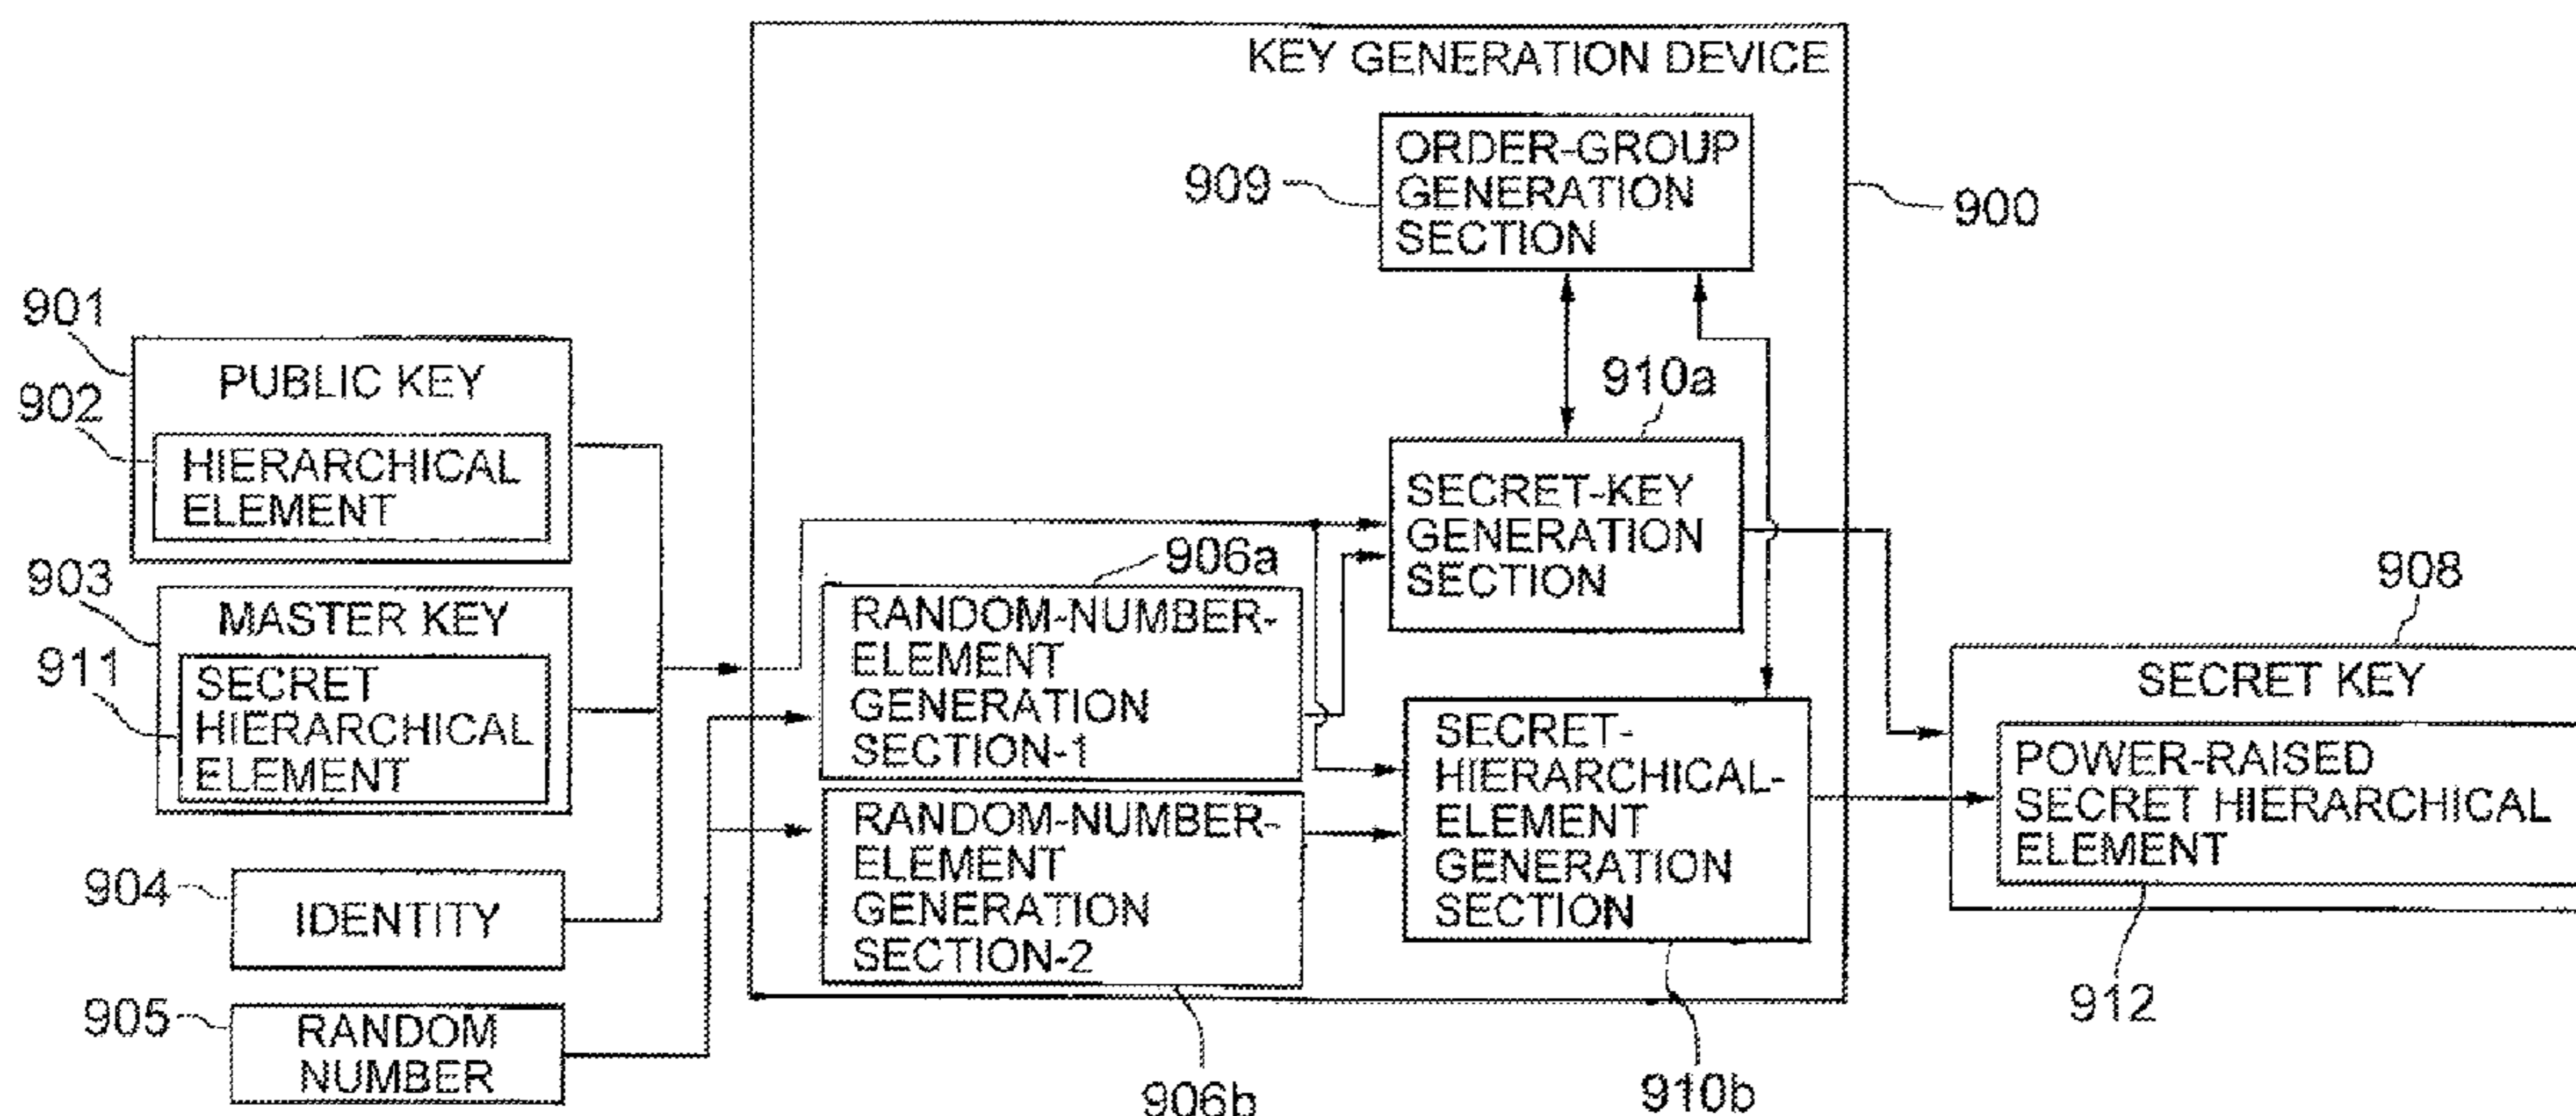 KEY GENERATION DEVICE
ORDER-GROUP
GENERATION
SECTION
909
900
901
PUBLIC KEY
902
HIERARCHICAL
ELEMENT
910a
SECRET-KEY
GENERATION
SECTION
903
MASTER KEY
911
SECRET
HIERARCHICAL
ELEMENT
906a
RANDOM-NUMBER-
ELEMENT
GENERATION
SECTION-1
908
SECRET KEY
POWER-RAISED
SECRET HIERARCHICAL
ELEMENT
912
SECRET-
HIERARCHICAL-
ELEMENT
GENERATION
SECTION
910b
RANDOM-NUMBER-
ELEMENT
GENERATION
SECTION-2
906b
904
IDENTITY
905
RANDOM
NUMBER